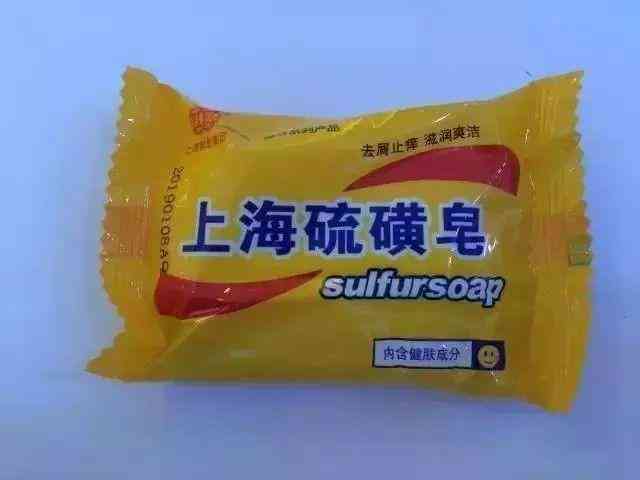 去屑止痒 滋润爽洁
20190108AQ
上海硫磺皂
sulfursoap
内含健肤成分